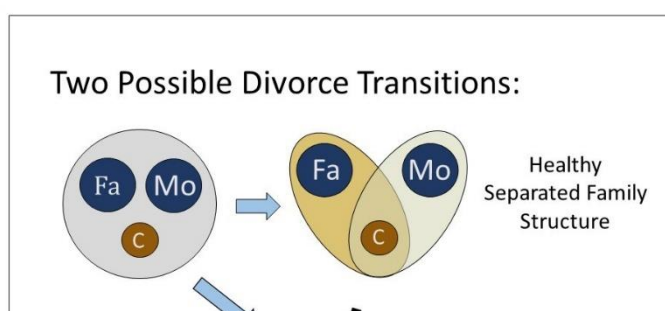 Two Possible Divorce Transitions:
Fa Mo
C
Fa Mo
C
Healthy
Separated Family
Structure